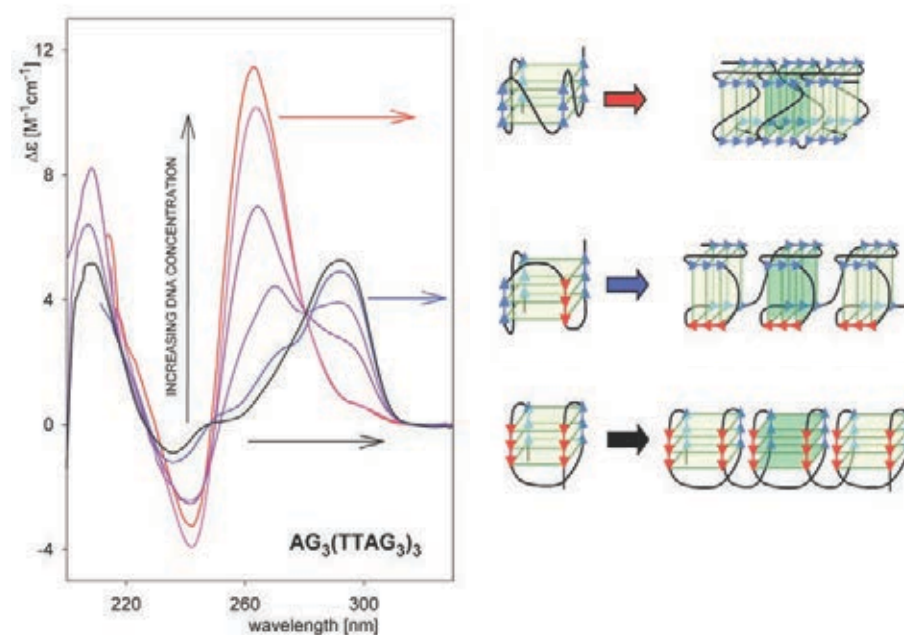 12
8
4
0
-4
Δε [M⁻¹cm⁻¹]
INCREASING DNA CONCENTRATION
AG₃(TTAG₃)₃
220 260 300
wavelength [nm]